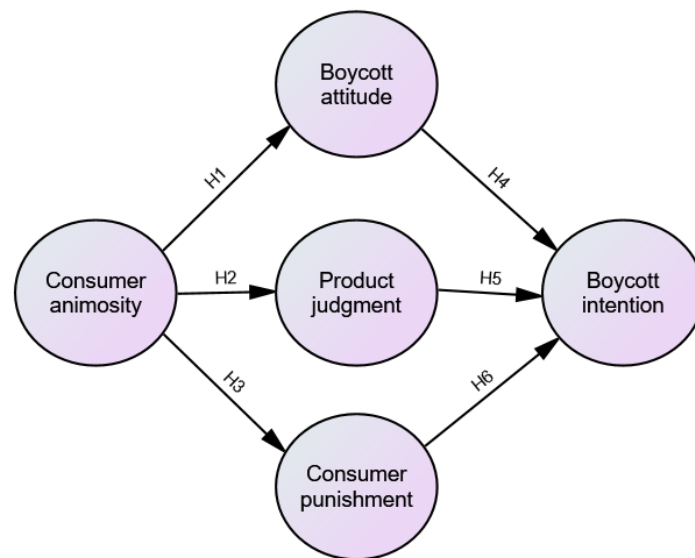 Boycott
attitude
H1
H4
Consumer
animosity
H2
Product
judgment
H5
Boycott
intention
H3
H6
Consumer
punishment